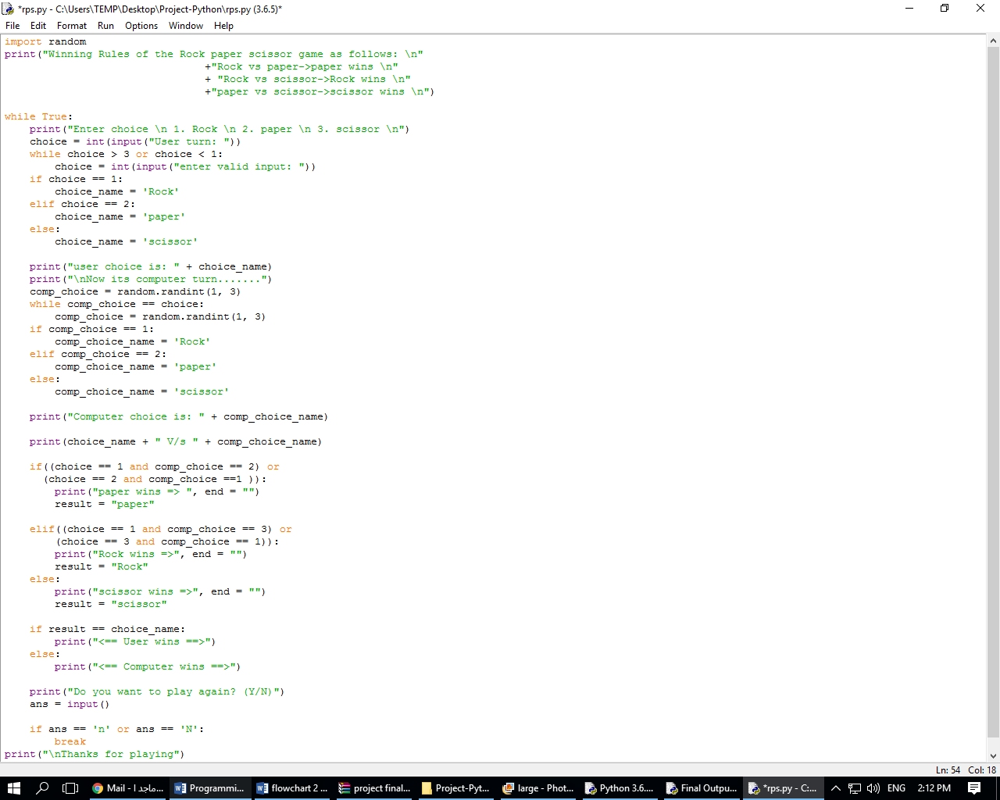 *rps.py - C:\Users\TEMP\Desktop\Project-Python\rps.py (3.6.5)*
File Edit Format Run Options Window Help
import random
print("Winning Rules of the Rock paper scissor game as follows: \n"
                                +"Rock vs paper->paper wins \n"
                                + "Rock vs scissor->Rock wins \n"
                                +"paper vs scissor->scissor wins \n")

while True:
    print("Enter choice \n 1. Rock \n 2. paper \n 3. scissor \n")
    choice = int(input("User turn: "))
    while choice > 3 or choice < 1:
        choice = int(input("enter valid input: "))
    if choice == 1:
        choice_name = 'Rock'
    elif choice == 2:
        choice_name = 'paper'
    else:
        choice_name = 'scissor'

    print("user choice is: " + choice_name)
    print("\nNow its computer turn.......")
    comp_choice = random.randint(1, 3)
    while comp_choice == choice:
        comp_choice = random.randint(1, 3)
    if comp_choice == 1:
        comp_choice_name = 'Rock'
    elif comp_choice == 2:
        comp_choice_name = 'paper'
    else:
        comp_choice_name = 'scissor'

    print("Computer choice is: " + comp_choice_name)

    print(choice_name + " V/s " + comp_choice_name)

    if((choice == 1 and comp_choice == 2) or
      (choice == 2 and comp_choice ==1 )):
        print("paper wins => ", end = "")
        result = "paper"

    elif((choice == 1 and comp_choice == 3) or
        (choice == 3 and comp_choice == 1)):
        print("Rock wins =>", end = "")
        result = "Rock"
    else:
        print("scissor wins =>", end = "")
        result = "scissor"

    if result == choice_name:
        print("<== User wins ==>")
    else:
        print("<== Computer wins ==>")

    print("Do you want to play again? (Y/N)")
    ans = input()

    if ans == 'n' or ans == 'N':
        break
print("\nThanks for playing")
Ln: 54 Col: 18
Mail - ماجد ا... Programmi... flowchart 2 ... project final... Project-Pyt... large - Phot... Python 3.6.... Final Outpu... *rps.py - C:... ENG 2:12 PM